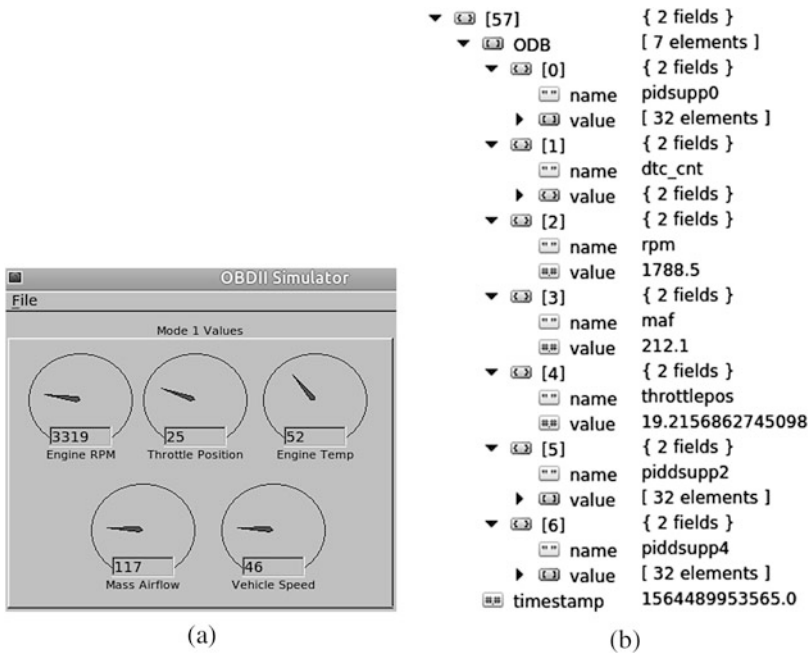 OBDII Simulator
File
Mode 1 Values
3319
Engine RPM
25
Throttle Position
52
Engine Temp
117
Mass Airflow
46
Vehicle Speed
(a)
[57] { 2 fields }
ODB [ 7 elements ]
[0] { 2 fields }
name pidsupp0
value [ 32 elements ]
[1] { 2 fields }
name dtc_cnt
value { 2 fields }
[2] { 2 fields }
name rpm
value 1788.5
[3] { 2 fields }
name maf
value 212.1
[4] { 2 fields }
name throttlepos
value 19.2156862745098
[5] { 2 fields }
name piddsupp2
value [ 32 elements ]
[6] { 2 fields }
name piddsupp4
value [ 32 elements ]
timestamp 1564489953565.0
(b)